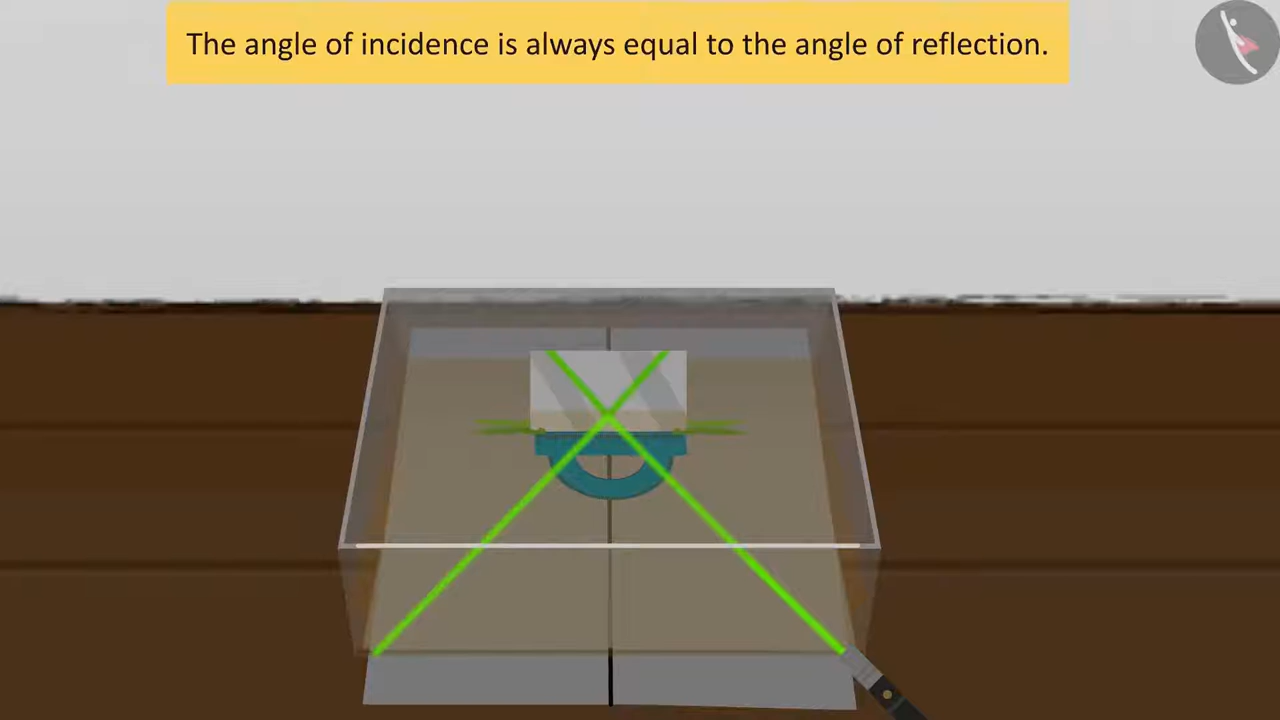 The angle of incidence is always equal to the angle of reflection.